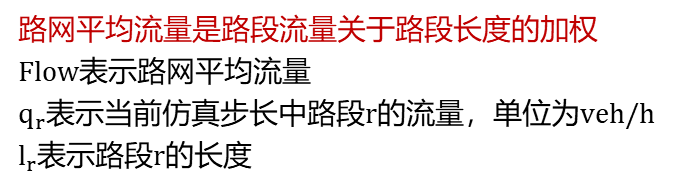 路网平均流量是路段流量关于路段长度的加权
Flow表示路网平均流量
qᵣ表示当前仿真步长中路段r的流量，单位为veh/h
lᵣ表示路段r的长度